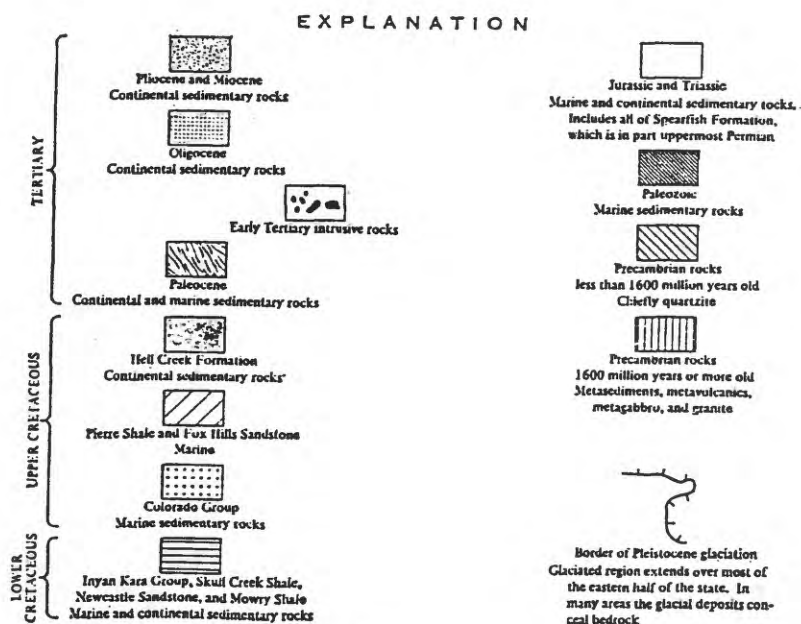 EXPLANATION
TERTIARY
Pliocene and Miocene
Continental sedimentary rocks
Oligocene
Continental sedimentary rocks
Early Tertiary intrusive rocks
Paleocene
Continental and marine sedimentary rocks
UPPER CRETACEOUS
Hell Creek Formation
Continental sedimentary rocks
Pierre Shale and Fox Hills Sandstone
Marine
Colorado Group
Marine sedimentary rocks
LOWER
CRETACEOUS
Inyan Kara Group, Skull Creek Shale,
Newcastle Sandstone, and Mowry Shale
Marine and continental sedimentary rocks
Jurassic and Triassic
Marine and continental sedimentary rocks.
Includes all of Spearfish Formation,
which is in part uppermost Permian
Paleozoic
Marine sedimentary rocks
Precambrian rocks
less than 1600 million years old
Chiefly quartzite
Precambrian rocks
1600 million years or more old
Metasediments, metavolcanics,
metagabbro, and granite
Border of Pleistocene glaciation
Glaciated region extends over most of
the eastern half of the state. In
many areas the glacial deposits con-
ceal bedrock